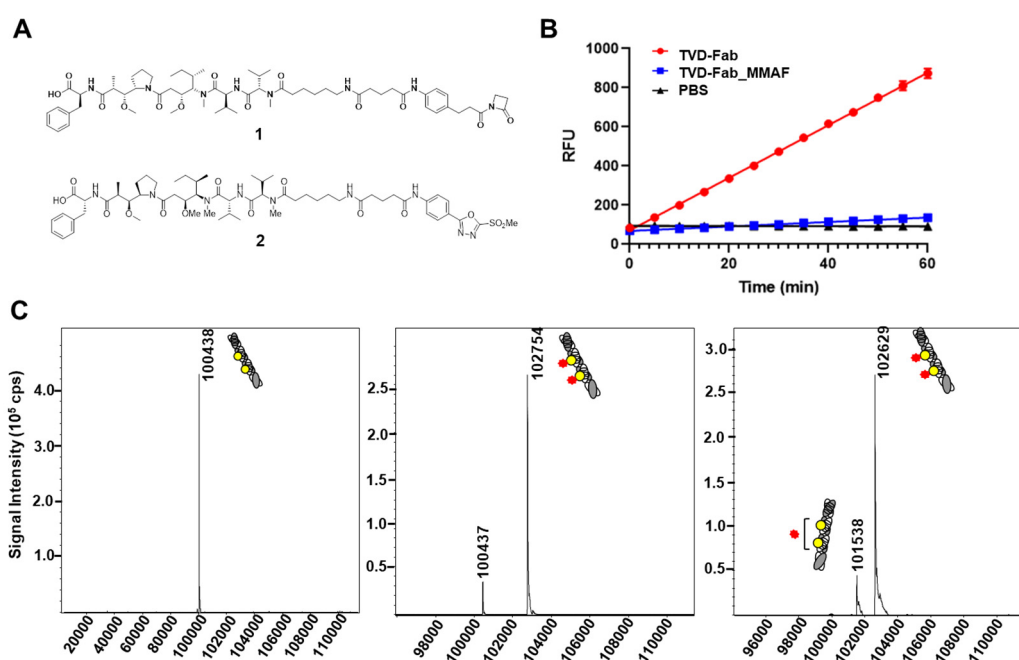 A
HO
O
H
N
O
N
O
O
O
N
O
H
N
O
N
O
H
N
O
O
H
N
O
N
O
1
HO
O
H
N
O
N
O
O
OMe
N
Me
O
H
N
O
N
Me
O
H
N
O
O
H
N
O
N N
SO₂Me
2
B
1000
800
600
400
200
0
RFU
0 20 40 60
Time (min)
TVD-Fab
TVD-Fab_MMAF
PBS
C
Signal Intensity (10⁵ cps)
4.0
3.0
2.0
1.0
100438
20000 40000 60000 80000 100000 102000 104000 106000 108000 110000
2.5
2.0
1.5
1.0
0.5
100437
102754
98000 100000 102000 104000 106000 108000 110000
3.0
2.5
2.0
1.5
1.0
0.5
101538
102629
96000 98000 100000 102000 104000 106000 108000 110000